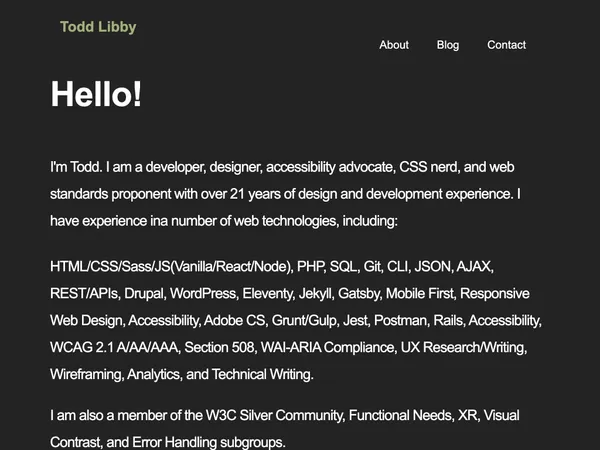 Todd Libby
About Blog Contact
Hello!
I'm Todd. I am a developer, designer, accessibility advocate, CSS nerd, and web
standards proponent with over 21 years of design and development experience. I
have experience ina number of web technologies, including:
HTML/CSS/Sass/JS(Vanilla/React/Node), PHP, SQL, Git, CLI, JSON, AJAX,
REST/APIs, Drupal, WordPress, Eleventy, Jekyll, Gatsby, Mobile First, Responsive
Web Design, Accessibility, Adobe CS, Grunt/Gulp, Jest, Postman, Rails, Accessibility,
WCAG 2.1 A/AA/AAA, Section 508, WAI-ARIA Compliance, UX Research/Writing,
Wireframing, Analytics, and Technical Writing.
I am also a member of the W3C Silver Community, Functional Needs, XR, Visual
Contrast, and Error Handling subgroups.